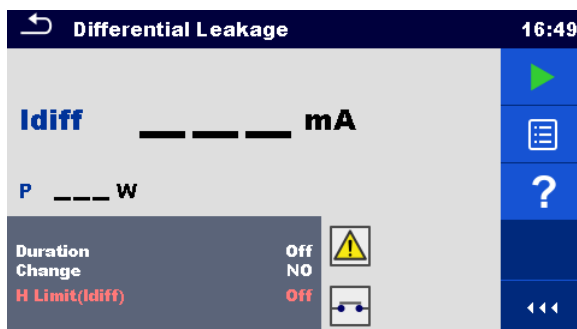 Differential Leakage 16:49
Idiff _ _ _ mA
P _ _ _ W
?
Duration Off
Change NO
H Limit(Idiff) Off